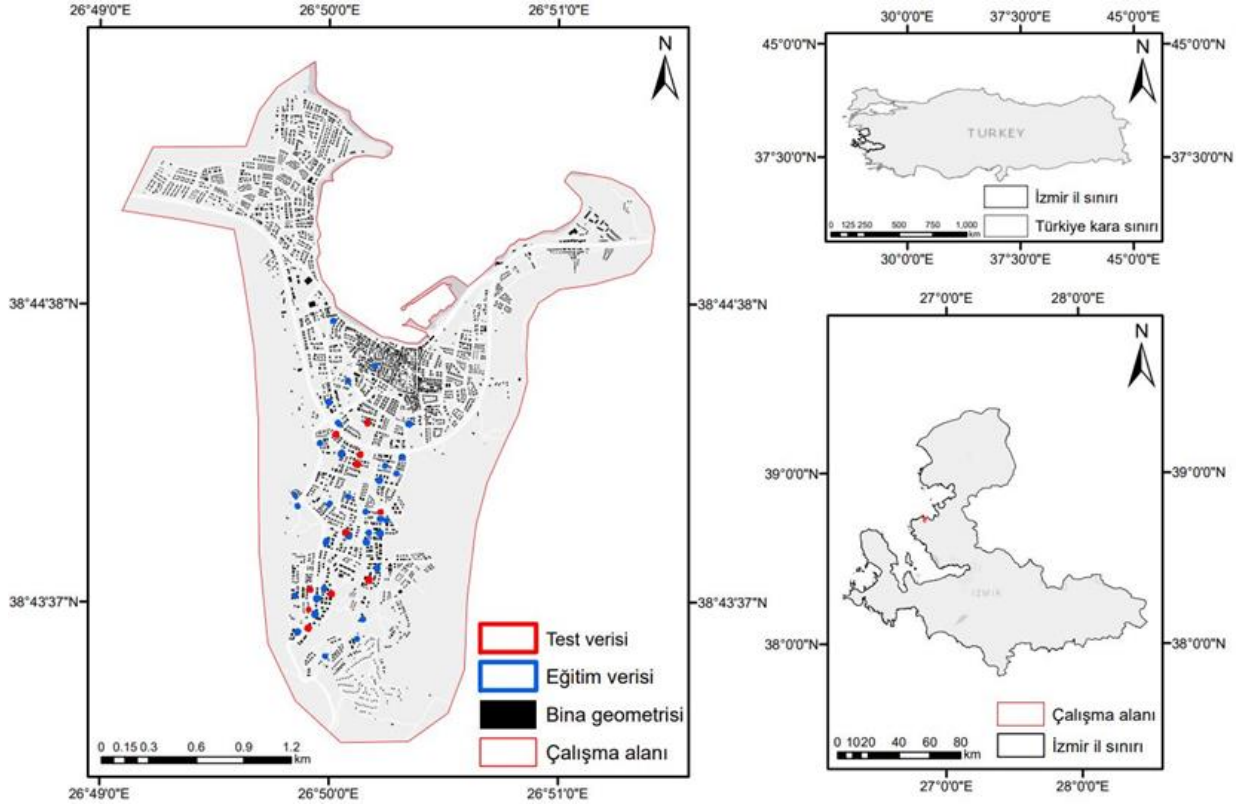 26°49'0"E 26°50'0"E 26°51'0"E
N
38°44'38"N 38°44'38"N
38°43'37"N 38°43'37"N
Test verisi
Eğitim verisi
Bina geometrisi
Çalışma alanı
0 0.15 0.3 0.6 0.9 1.2
km
26°49'0"E 26°50'0"E 26°51'0"E
30°0'0"E 37°30'0"E 45°0'0"E
45°0'0"N 45°0'0"N
N
TURKEY
37°30'0"N 37°30'0"N
İzmir il sınırı
Türkiye kara sınırı
0 125 250 500 750 1,000
km
30°0'0"E 37°30'0"E 45°0'0"E
27°0'0"E 28°0'0"E
N
39°0'0"N 39°0'0"N
IZMIR
38°0'0"N 38°0'0"N
Çalışma alanı
İzmir il sınırı
0 10 20 40 60 80
km
27°0'0"E 28°0'0"E